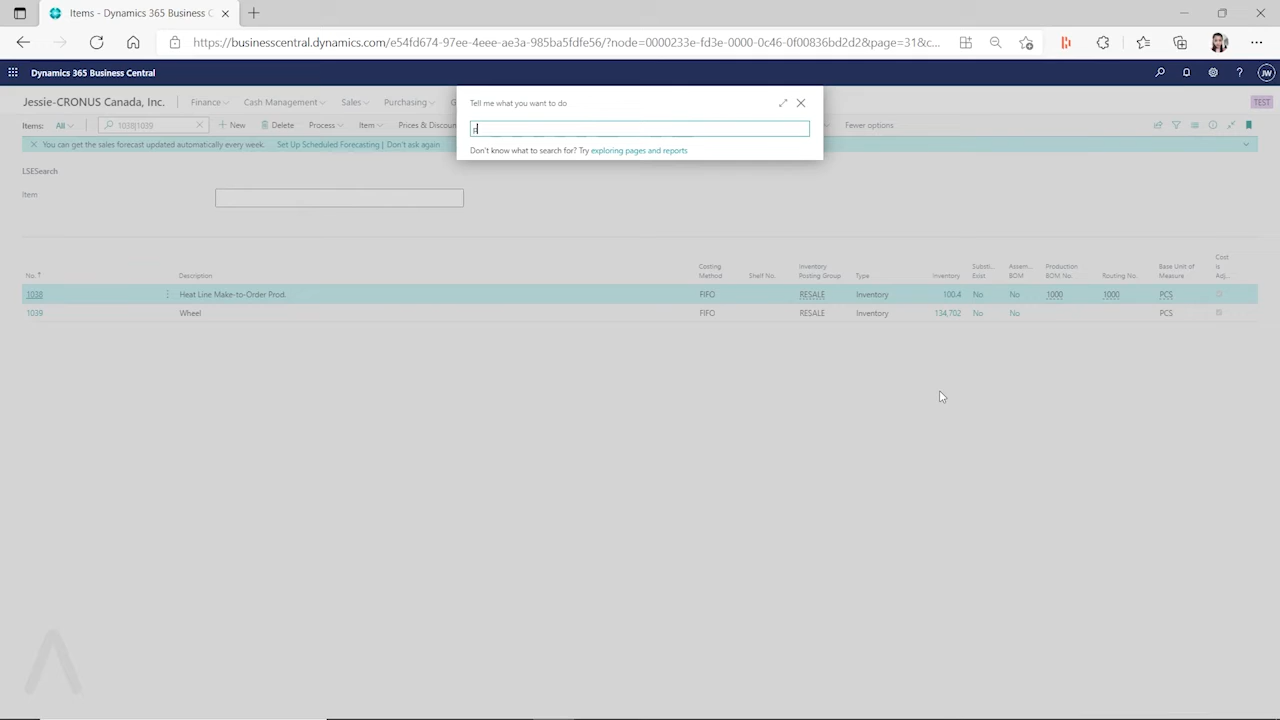 Items - Dynamics 365 Business C
https://businesscentral.dynamics.com/e54fd674-97ee-4eee-ae3a-985ba5fdfe56/?node=0000233e-fd3e-0000-0c46-0f00836bd2d2&page=31&c...
Dynamics 365 Business Central
JW
Jessie-CRONUS Canada, Inc.
Finance
Cash Management
Sales
Purchasing
TEST
Tell me what you want to do
p
Don't know what to search for? Try exploring pages and reports
Items:
All
1038|1039
New
Delete
Process
Item
Prices & Discoun
Fewer options
You can get the sales forecast updated automatically every week.
Set Up Scheduled Forecasting | Don't ask again
LSESearch
Item
No. ↑
Description
Costing Method
Shelf No.
Inventory Posting Group
Type
Inventory
Substi... Exist
Assem... BOM
Production BOM No.
Routing No.
Base Unit of Measure
Cost is Adj...
1038 Heat Line Make-to-Order Prod. FIFO RESALE Inventory 100.4 No No 1000 1000 PCS
1039 Wheel FIFO RESALE Inventory 134,702 No No PCS